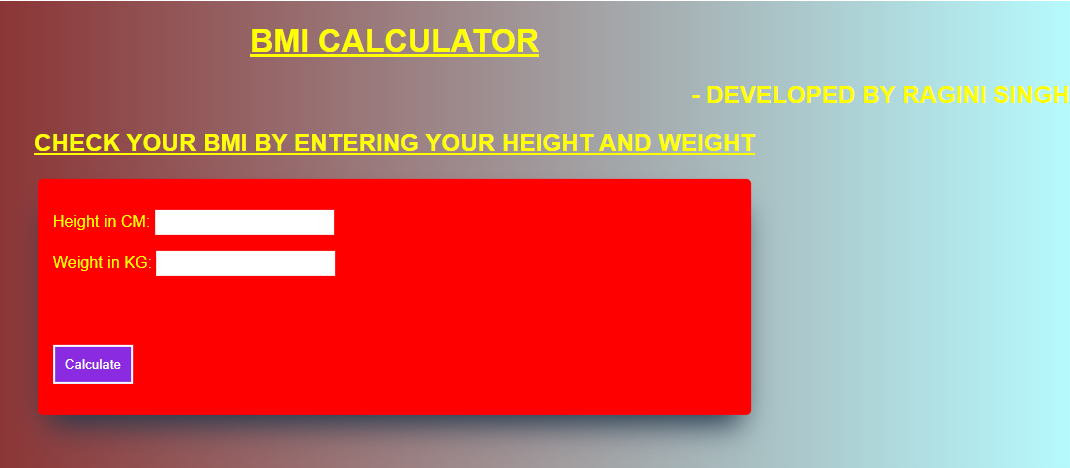 BMI CALCULATOR
- DEVELOPED BY RAGINI SINGH
CHECK YOUR BMI BY ENTERING YOUR HEIGHT AND WEIGHT
Height in CM:
Weight in KG:
Calculate